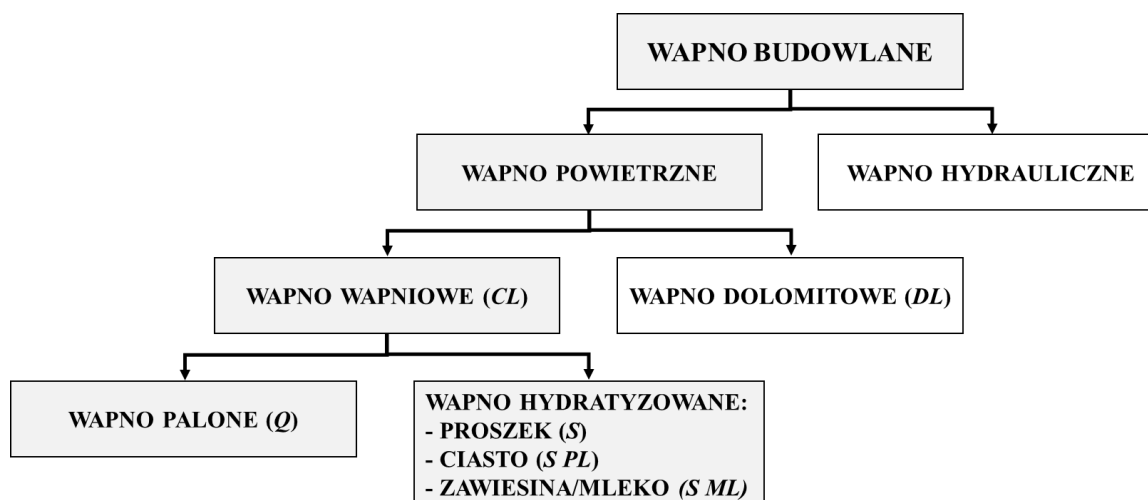 WAPNO BUDOWLANE
WAPNO POWIETRZNE
WAPNO HYDRAULICZNE
WAPNO WAPNIOWE (CL)
WAPNO DOLOMITOWE (DL)
WAPNO PALONE (Q)
WAPNO HYDRATYZOWANE:
- PROSZEK (S)
- CIASTO (S PL)
- ZAWIESINA/MLEKO (S ML)